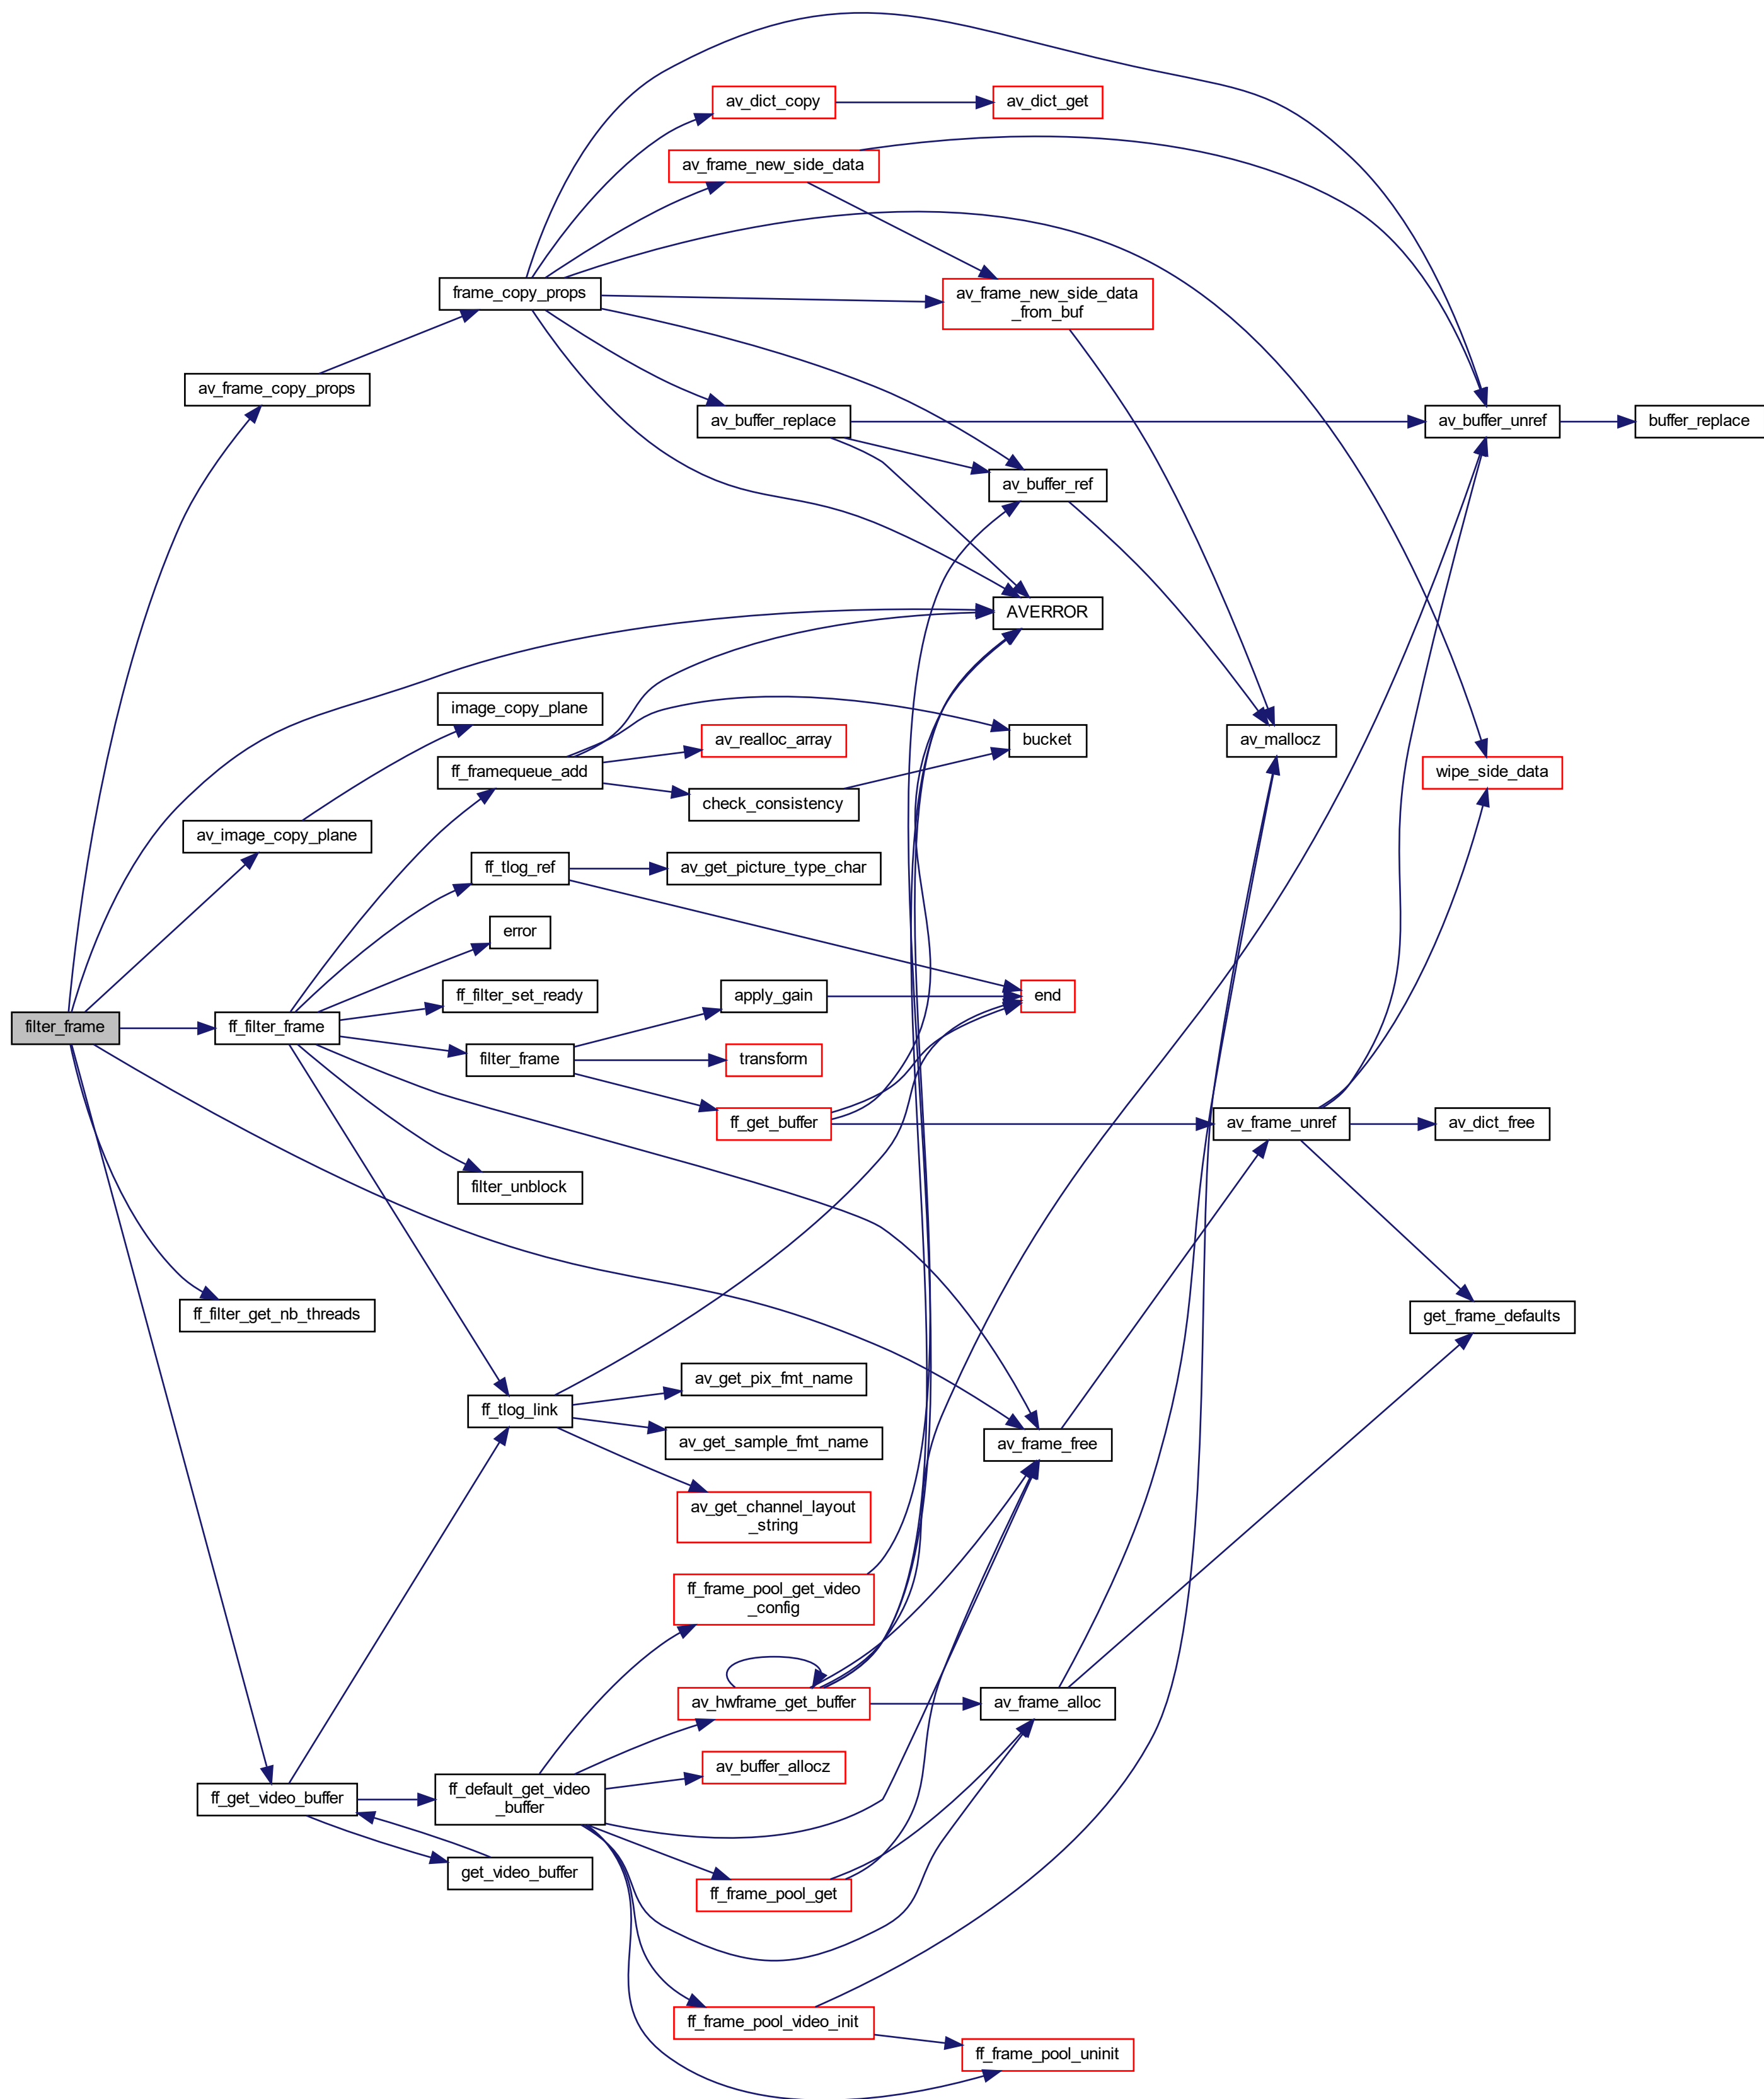 av_dict_copy
av_dict_get
av_frame_new_side_data
frame_copy_props
av_frame_new_side_data
_from_buf
av_frame_copy_props
av_buffer_replace
av_buffer_unref
buffer_replace
av_buffer_ref
AVERROR
image_copy_plane
av_realloc_array
bucket
av_mallocz
ff_framequeue_add
wipe_side_data
check_consistency
av_image_copy_plane
ff_tlog_ref
av_get_picture_type_char
error
ff_filter_set_ready
apply_gain
end
filter_frame
ff_filter_frame
filter_frame
transform
ff_get_buffer
av_frame_unref
av_dict_free
filter_unblock
ff_filter_get_nb_threads
get_frame_defaults
av_get_pix_fmt_name
ff_tlog_link
av_get_sample_fmt_name
av_frame_free
av_get_channel_layout
_string
ff_frame_pool_get_video
_config
av_hwframe_get_buffer
av_frame_alloc
av_buffer_allocz
ff_get_video_buffer
ff_default_get_video
_buffer
get_video_buffer
ff_frame_pool_get
ff_frame_pool_video_init
ff_frame_pool_uninit